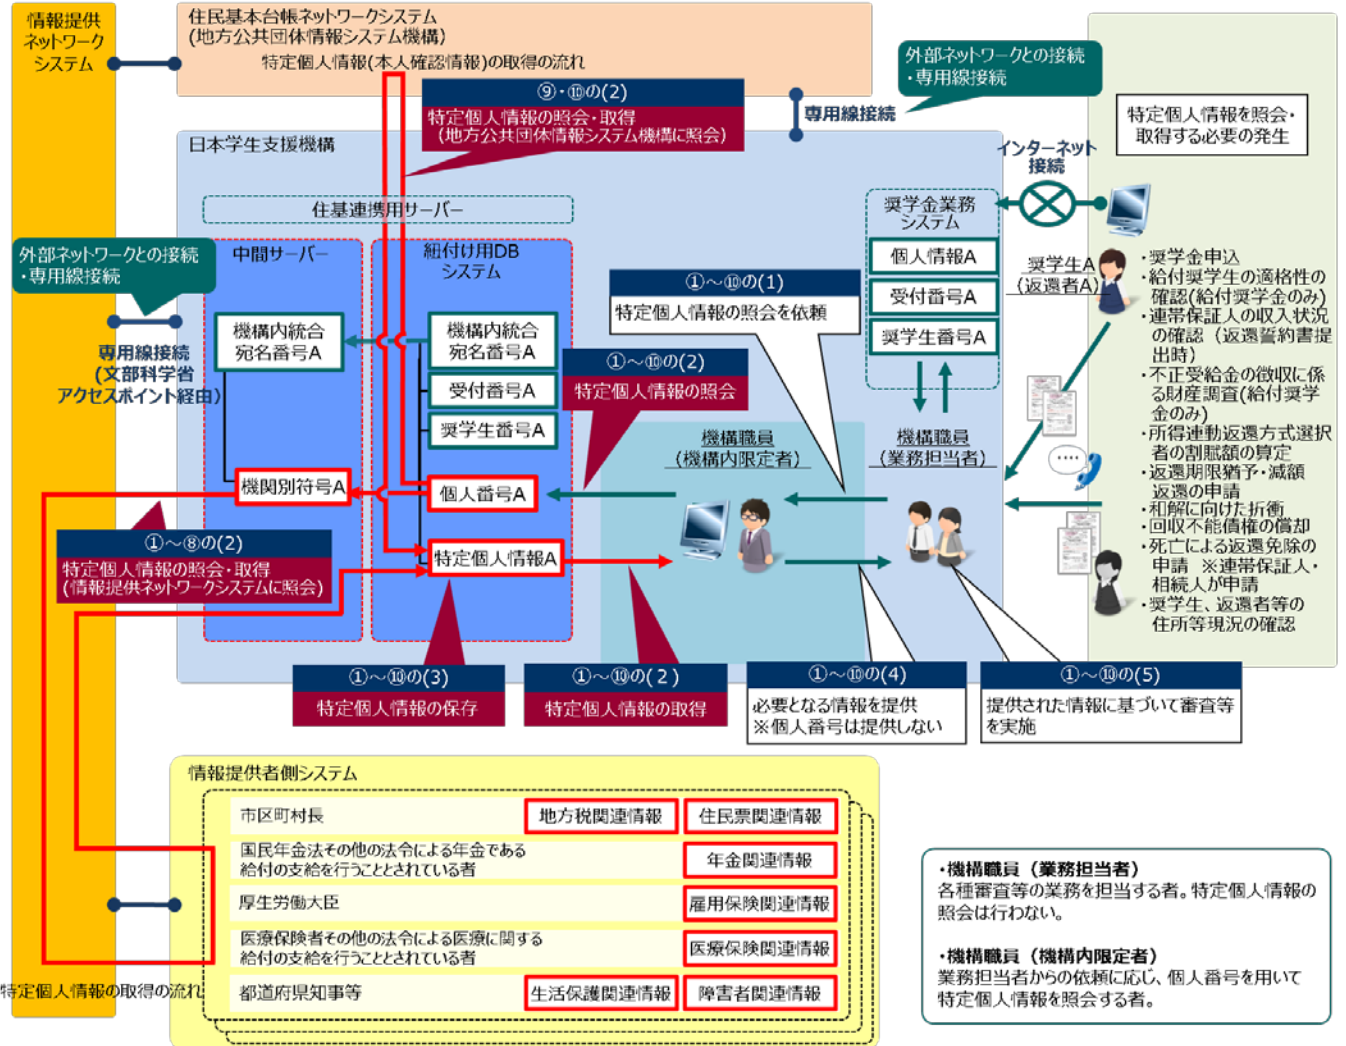 情報提供
ネットワーク
システム
住民基本台帳ネットワークシステム
(地方公共団体情報システム機構)
特定個人情報(本人確認情報)の取得の流れ
⑨・⑩の(2)
特定個人情報の照会・取得
(地方公共団体情報システム機構に照会)
専用線接続
外部ネットワークとの接続
・専用線接続
特定個人情報を照会・
取得する必要の発生
日本学生支援機構
インターネット
接続
住基連携用サーバー
奨学金業務
システム
個人情報A
受付番号A
奨学生番号A
外部ネットワークとの接続
・専用線接続
専用線接続
(文部科学省
アクセスポイント経由)
中間サーバー
機構内統合
宛名番号A
機関別符号A
紐付け用DB
システム
機構内統合
宛名番号A
受付番号A
奨学生番号A
個人番号A
特定個人情報A
①～⑩の(1)
特定個人情報の照会を依頼
①～⑩の(2)
特定個人情報の照会
機構職員
(機構内限定者)
機構職員
(業務担当者)
奨学生A
(返還者A)
・奨学金申込
・給付奨学生の適格性の
確認(給付奨学金のみ)
・連帯保証人の収入状況
の確認（返還誓約書提
出時）
・不正受給金の徴収に係
る財産調査(給付奨学
金のみ)
・所得連動返還方式選択
者の割賦額の算定
・返還期限猶予・減額
返還の申請
・和解に向けた折衝
・回収不能債権の償却
・死亡による返還免除の
申請 ※連帯保証人・
相続人が申請
・奨学生、返還者等の
住所等現況の確認
①～⑧の(2)
特定個人情報の照会・取得
(情報提供ネットワークシステムに照会)
①～⑩の(3)
特定個人情報の保存
①～⑩の(2)
特定個人情報の取得
①～⑩の(4)
必要となる情報を提供
※個人番号は提供しない
①～⑩の(5)
提供された情報に基づいて審査等
を実施
情報提供者側システム
市区町村長
地方税関連情報
住民票関連情報
国民年金法その他の法令による年金である
給付の支給を行うこととされている者
年金関連情報
厚生労働大臣
雇用保険関連情報
医療保険者その他の法令による医療に関する
給付の支給を行うこととされている者
医療保険関連情報
都道府県知事等
生活保護関連情報
障害者関連情報
特定個人情報の取得の流れ
・機構職員（業務担当者）
各種審査等の業務を担当する者。特定個人情報の
照会は行わない。
・機構職員（機構内限定者）
業務担当者からの依頼に応じ、個人番号を用いて
特定個人情報を照会する者。